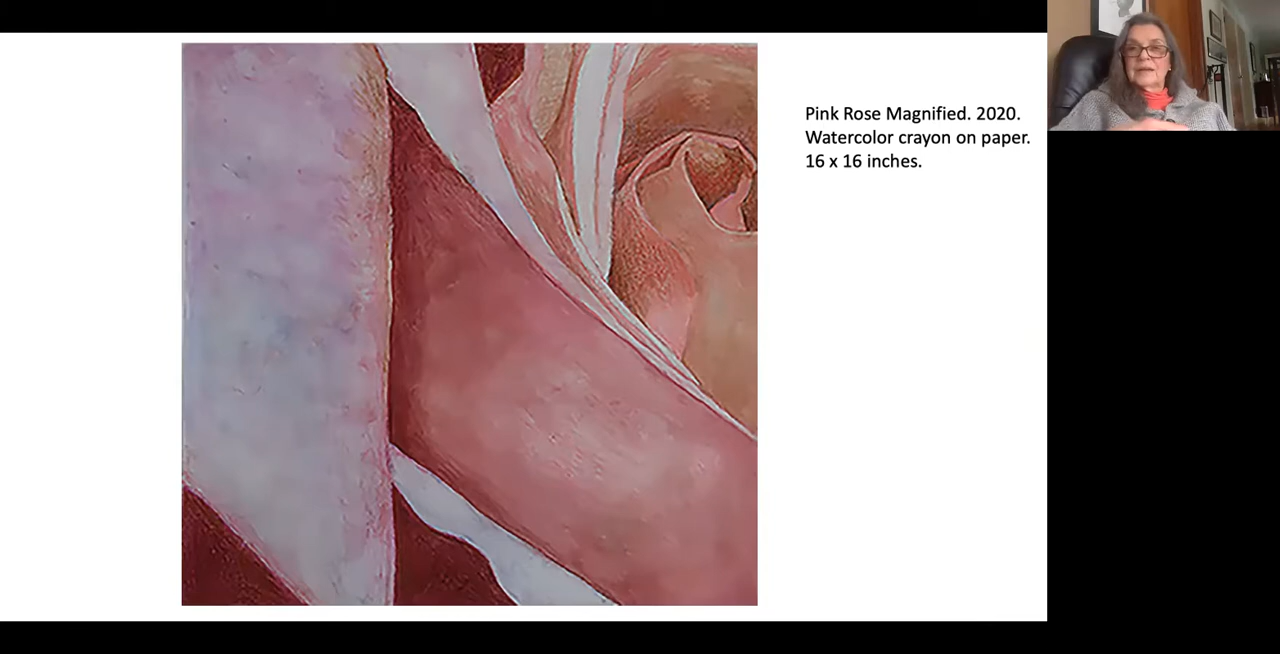 Pink Rose Magnified. 2020.
Watercolor crayon on paper.
16 x 16 inches.